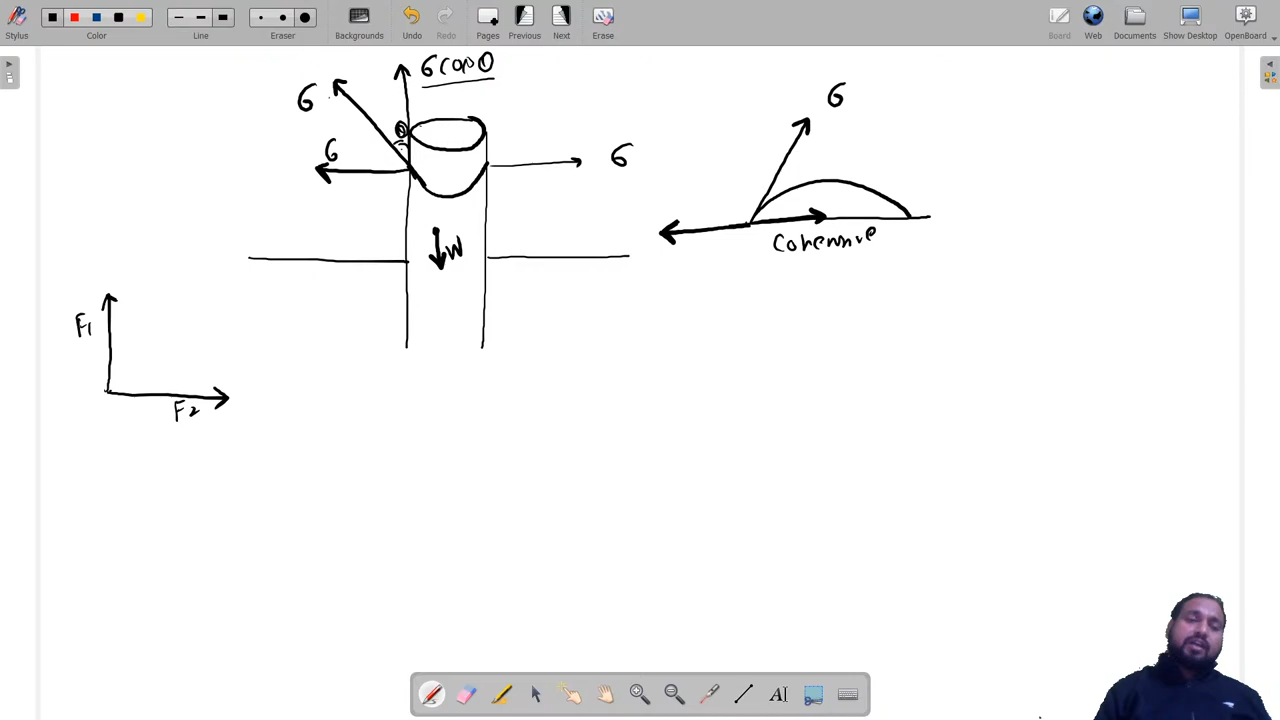 Stylus
Color
Line
Eraser
Backgrounds
Undo
Redo
Pages
Previous
Next
Erase
Board
Web
Documents
Show Desktop
OpenBoard
σ cos θ
σ
θ
σ
σ
W
F1
F2
σ
Cohensive